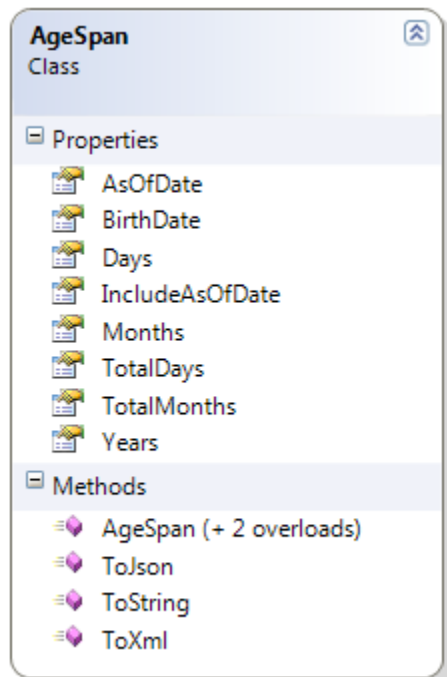 AgeSpan
Class
Properties
AsOfDate
BirthDate
Days
IncludeAsOfDate
Months
TotalDays
TotalMonths
Years
Methods
AgeSpan (+ 2 overloads)
ToJson
ToString
ToXml